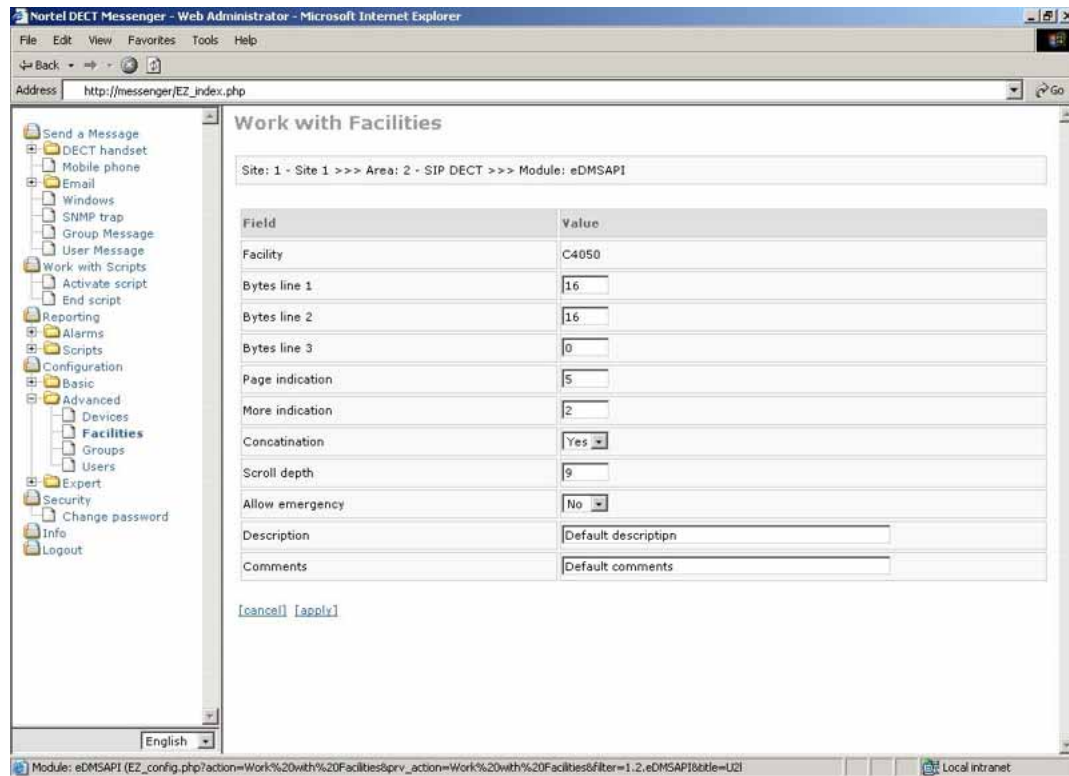 Nortel DECT Messenger - Web Administrator - Microsoft Internet Explorer
File Edit View Favorites Tools Help
Back
Address http://messenger/EZ_index.php Go
Send a Message
DECT handset
Mobile phone
Email
Windows
SNMP trap
Group Message
User Message
Work with Scripts
Activate script
End script
Reporting
Alarms
Scripts
Configuration
Basic
Advanced
Devices
Facilities
Groups
Users
Expert
Security
Change password
Info
Logout
English
Work with Facilities
Site: 1 - Site 1 >>> Area: 2 - SIP DECT >>> Module: eDMSAPI
Field Value
Facility C4050
Bytes line 1 16
Bytes line 2 16
Bytes line 3 0
Page indication 5
More indication 2
Concatination Yes
Scroll depth 9
Allow emergency No
Description Default descriptipn
Comments Default comments
[cancel] [apply]
Module: eDMSAPI (EZ_config.php?action=Work%20with%20Facilities&prv_action=Work%20with%20Facilities&filter=1.2.eDMSAPI&title=U2l Local intranet